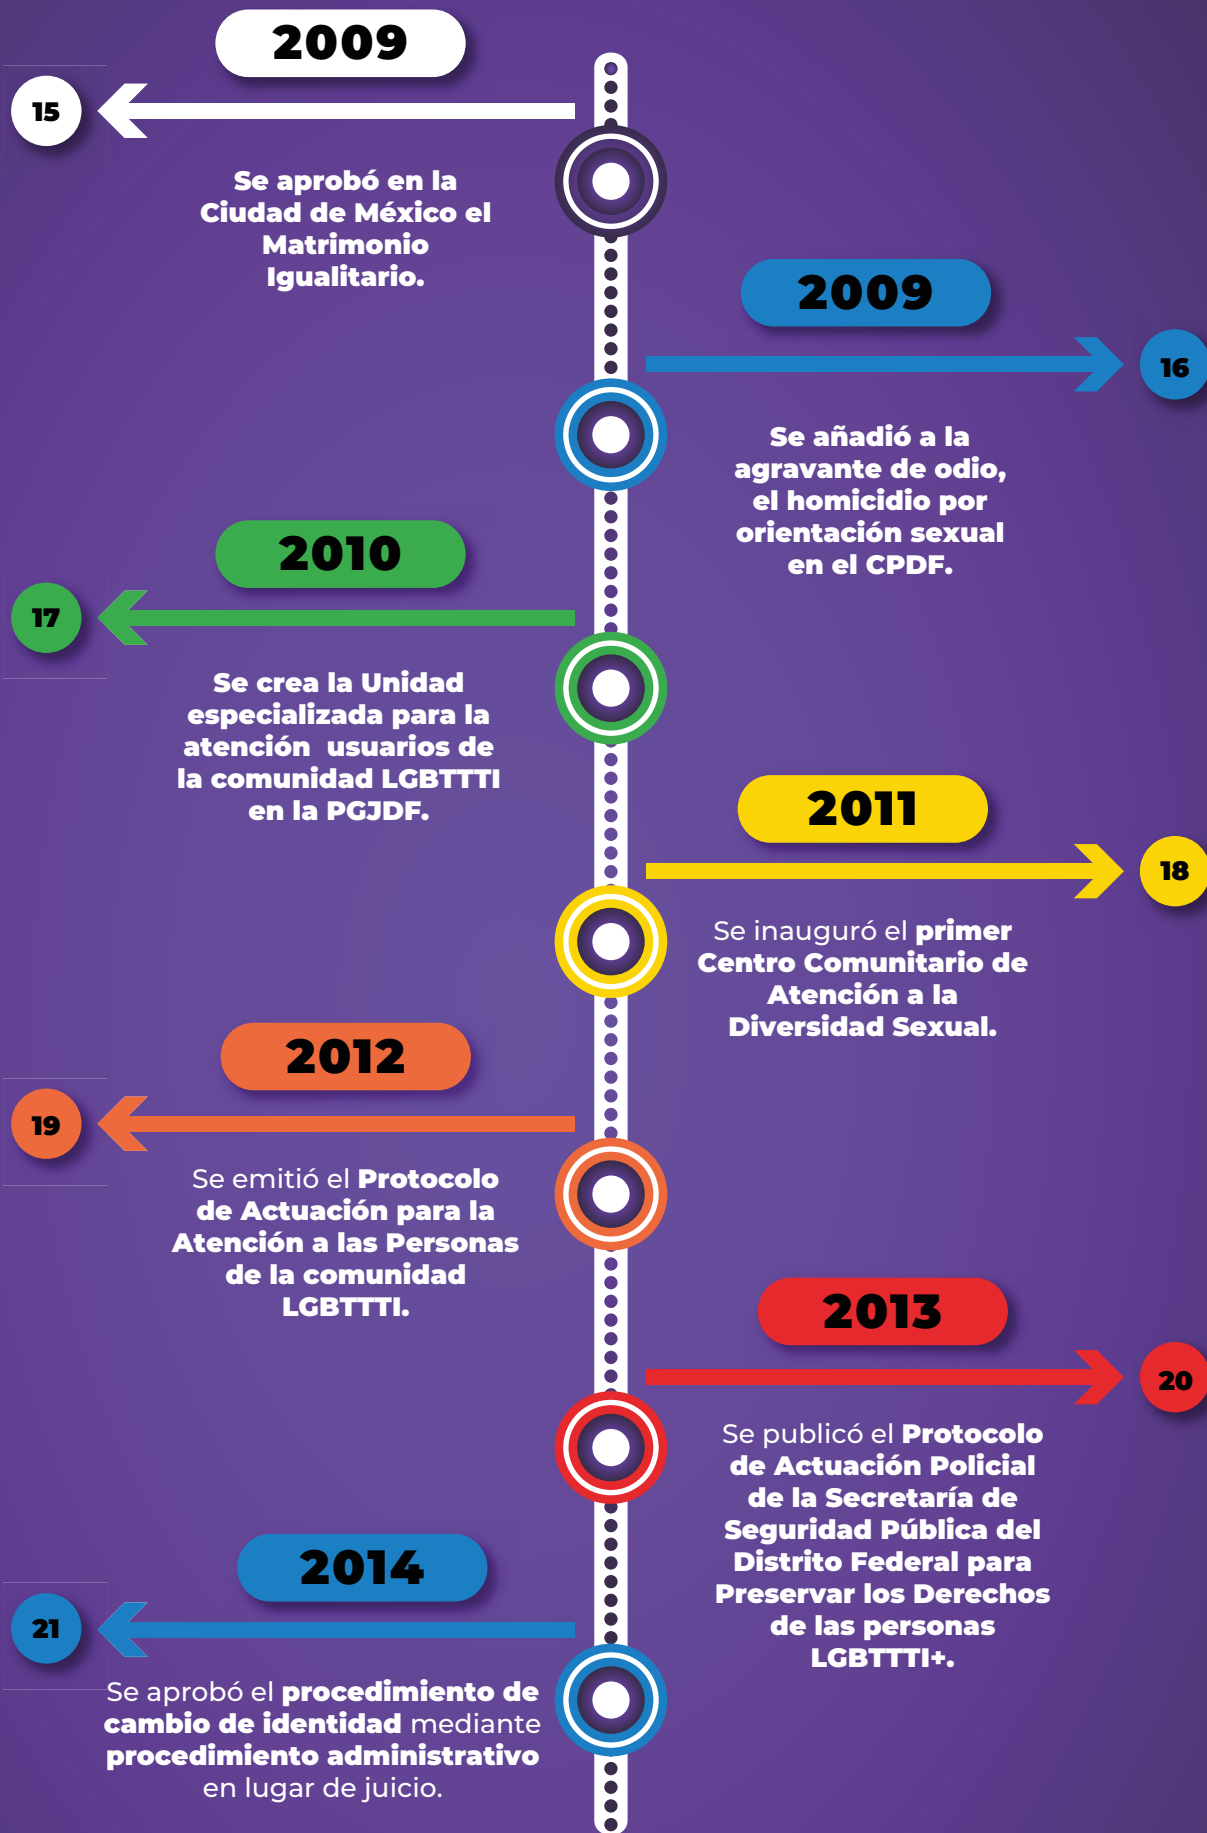 2009
15
Se aprobó en la
Ciudad de México el
Matrimonio
Igualitario.
2009
16
Se añadió a la
agravante de odio,
el homicidio por
orientación sexual
en el CPDF.
2010
17
Se crea la Unidad
especializada para la
atención  usuarios de
la comunidad LGBTTTI
en la PGJDF.
2011
18
Se inauguró el primer
Centro Comunitario de
Atención a la
Diversidad Sexual.
2012
19
Se emitió el Protocolo
de Actuación para la
Atención a las Personas
de la comunidad
LGBTTTI.
2013
20
Se publicó el Protocolo
de Actuación Policial
de la Secretaría de
Seguridad Pública del
Distrito Federal para
Preservar los Derechos
de las personas
LGBTTTI+.
2014
21
Se aprobó el procedimiento de
cambio de identidad mediante
procedimiento administrativo
en lugar de juicio.